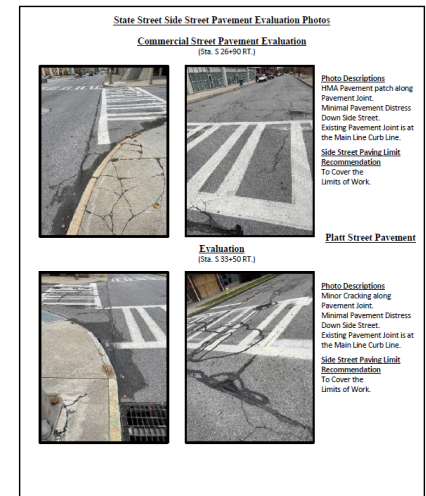 State Street Side Street Pavement Evaluation Photos
Commercial Street Pavement Evaluation
(Sta. S 26+90 RT.)
Photo Descriptions
HMA Pavement patch along
Pavement Joint.
Minimal Pavement Distress
Down Side Street.
Existing Pavement Joint is at
the Main Line Curb Line.
Side Street Paving Limit
Recommendation
To Cover the
Limits of Work.
Platt Street Pavement
Evaluation
(Sta. S 33+50 RT.)
Photo Descriptions
Minor Cracking along
Pavement Joint.
Minimal Pavement Distress
Down Side Street.
Existing Pavement Joint is at
the Main Line Curb Line.
Side Street Paving Limit
Recommendation
To Cover the
Limits of Work.